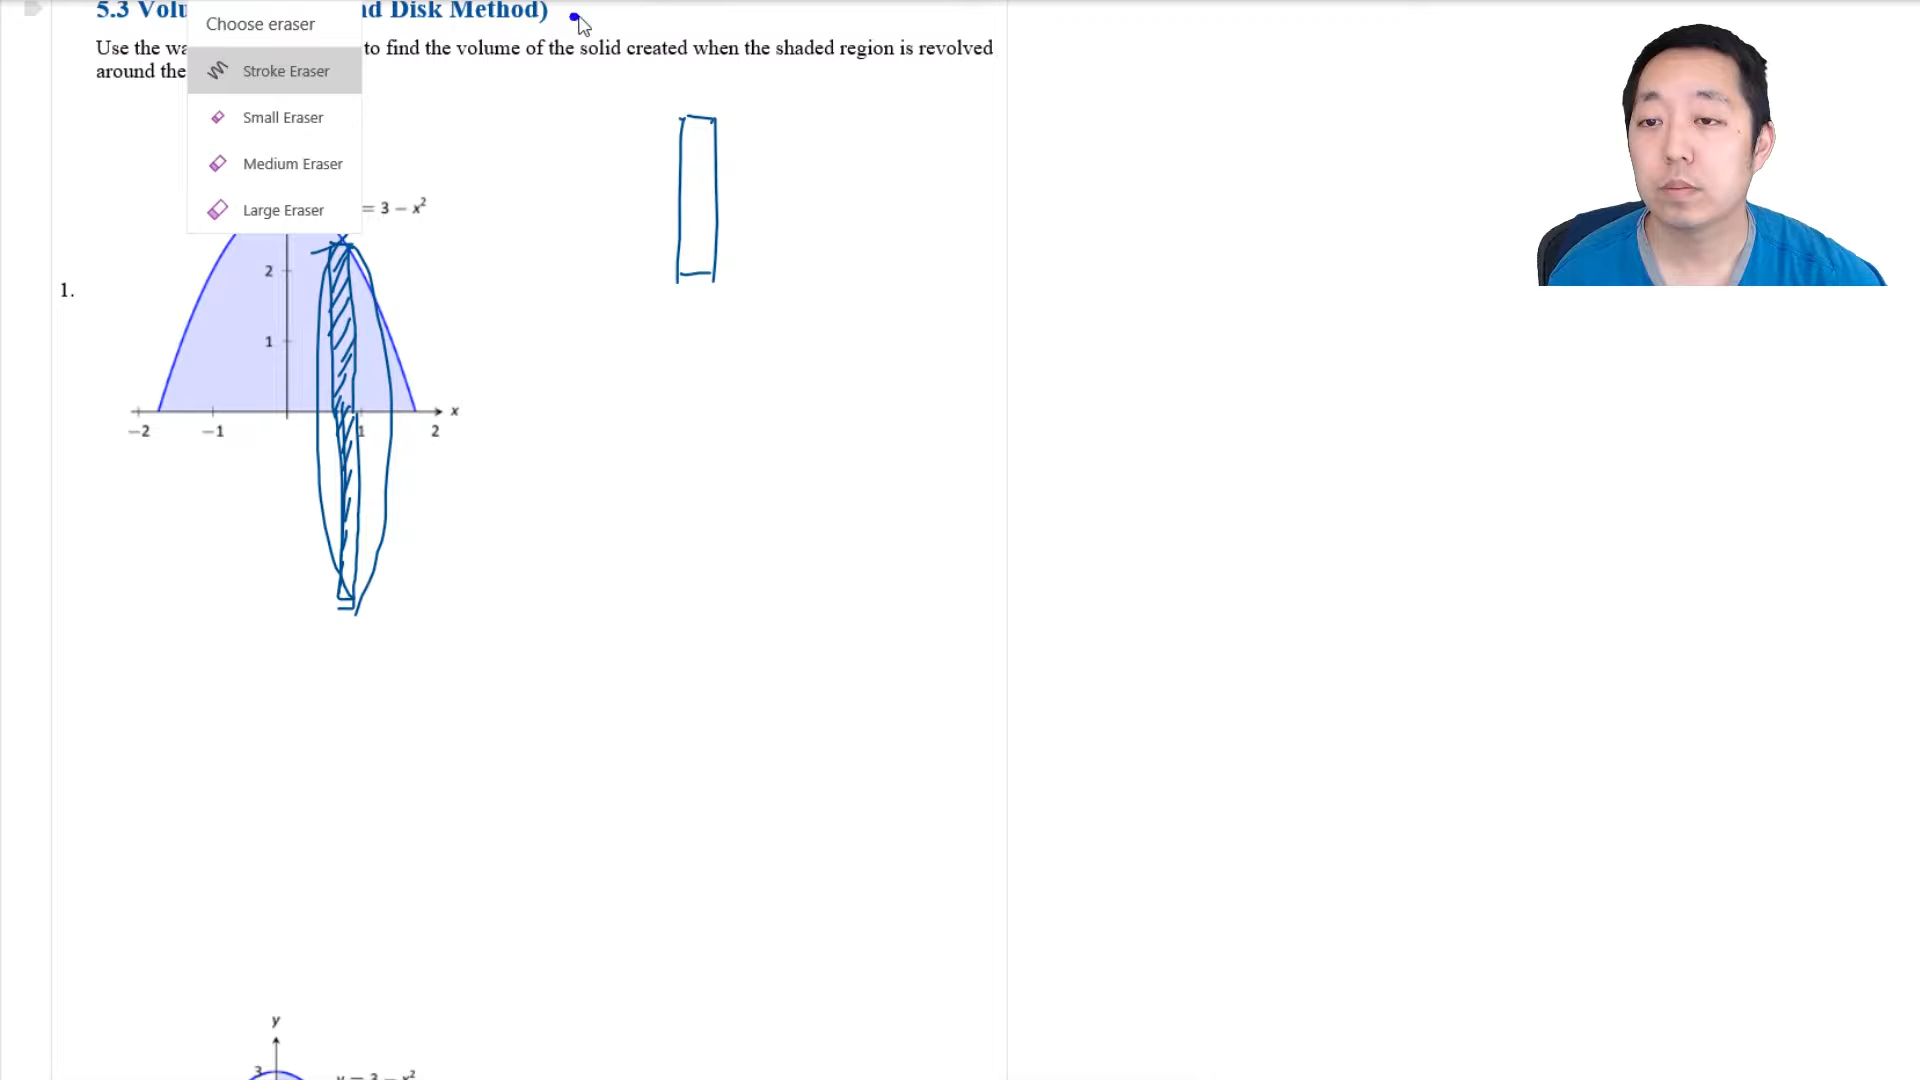 5.3 Volu nd Disk Method)
Choose eraser
Use the wa to find the volume of the solid created when the shaded region is revolved
around the
Stroke Eraser
Small Eraser
Medium Eraser
Large Eraser
= 3 − x²
2
1.
1
x
−2 −1 1 2
y
3
y = 3 − x²